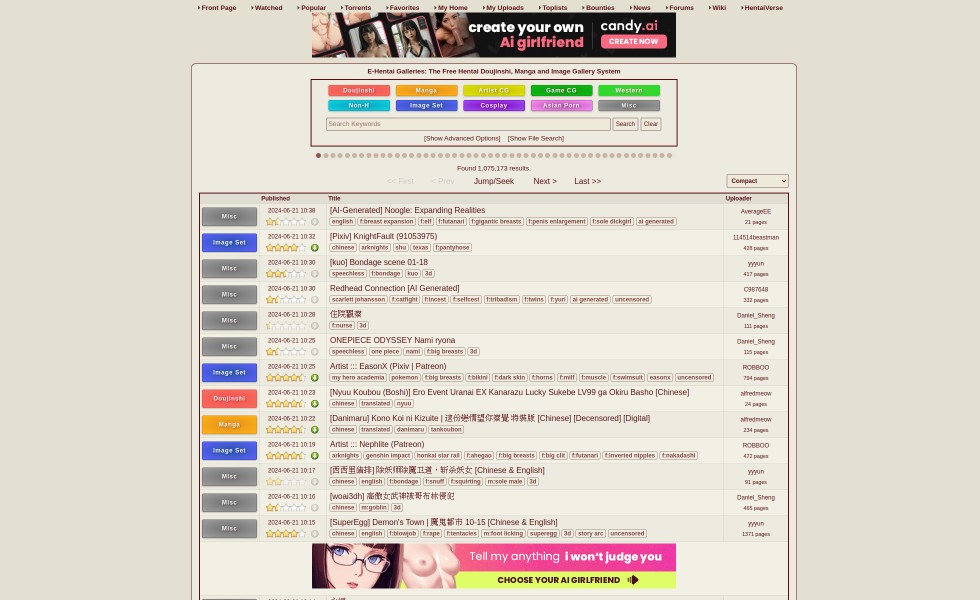 Front Page Watched Popular Torrents Favorites My Home My Uploads Toplists Bounties News Forums Wiki HentaiVerse
create your own
Ai girlfriend
candy.ai
CREATE NOW
E-Hentai Galleries: The Free Hentai Doujinshi, Manga and Image Gallery System
Doujinshi Manga Artist CG Game CG Western
Non-H Image Set Cosplay Asian Porn Misc
Search Keywords Search Clear
[Show Advanced Options] [Show File Search]
Found 1,075,173 results.
<< First < Prev Jump/Seek Next > Last >> Compact
Published Title Uploader
Misc 2024-06-21 10:38 [AI-Generated] Noogle: Expanding Realities AverageEE
english f:breast expansion f:elf f:futanari f:gigantic breasts f:penis enlargement f:sole dickgirl ai generated 21 pages
Image Set 2024-06-21 10:32 [Pixiv] KnightFault (91053975) 114514beastman
chinese arknights shu texas f:pantyhose 428 pages
Misc 2024-06-21 10:30 [kuo] Bondage scene 01-18 yyyun
speechless f:bondage kuo 3d 417 pages
Misc 2024-06-21 10:30 Redhead Connection [AI Generated] C987648
scarlett johansson f:catfight f:incest f:selfcest f:tribadism f:twins f:yuri ai generated uncensored 332 pages
Misc 2024-06-21 10:28 住院觀察 Daniel_Sheng
f:nurse 3d 111 pages
Misc 2024-06-21 10:25 ONEPIECE ODYSSEY Nami ryona Daniel_Sheng
speechless one piece nami f:big breasts 3d 115 pages
Image Set 2024-06-21 10:25 Artist ::: EasonX (Pixiv | Patreon) ROBBOO
my hero academia pokemon f:big breasts f:bikini f:dark skin f:horns f:milf f:muscle f:swimsuit easonx uncensored 794 pages
Doujinshi 2024-06-21 10:23 [Nyuu Koubou (Boshi)] Ero Event Uranai EX Kanarazu Lucky Sukebe LV99 ga Okiru Basho [Chinese] alfredmeow
chinese translated nyuu 24 pages
Manga 2024-06-21 10:22 [Danimaru] Kono Koi ni Kizuite | 這份戀情望你察覺 特裝版 [Chinese] [Decensored] [Digital] alfredmeow
chinese translated danimaru tankoubon 234 pages
Image Set 2024-06-21 10:19 Artist ::: Nephlite (Patreon) ROBBOO
arknights genshin impact honkai star rail f:ahegao f:big breasts f:big clit f:futanari f:inverted nipples f:nakadashi 472 pages
Misc 2024-06-21 10:17 [西西里猪排] 除妖师除魔卫道，斩杀妖女 [Chinese & English] yyyun
chinese english f:bondage f:snuff f:squirting m:sole male 3d 91 pages
Misc 2024-06-21 10:16 [woai3dh] 高傲女武神被哥布林侵犯 Daniel_Sheng
chinese m:goblin 3d 465 pages
Misc 2024-06-21 10:15 [SuperEgg] Demon's Town | 魔鬼都市 10-15 [Chinese & English] yyyun
chinese english f:blowjob f:rape f:tentacles m:foot licking superegg 3d story arc uncensored 1371 pages
Tell my anything i won't judge you
CHOOSE YOUR AI GIRLFRIEND